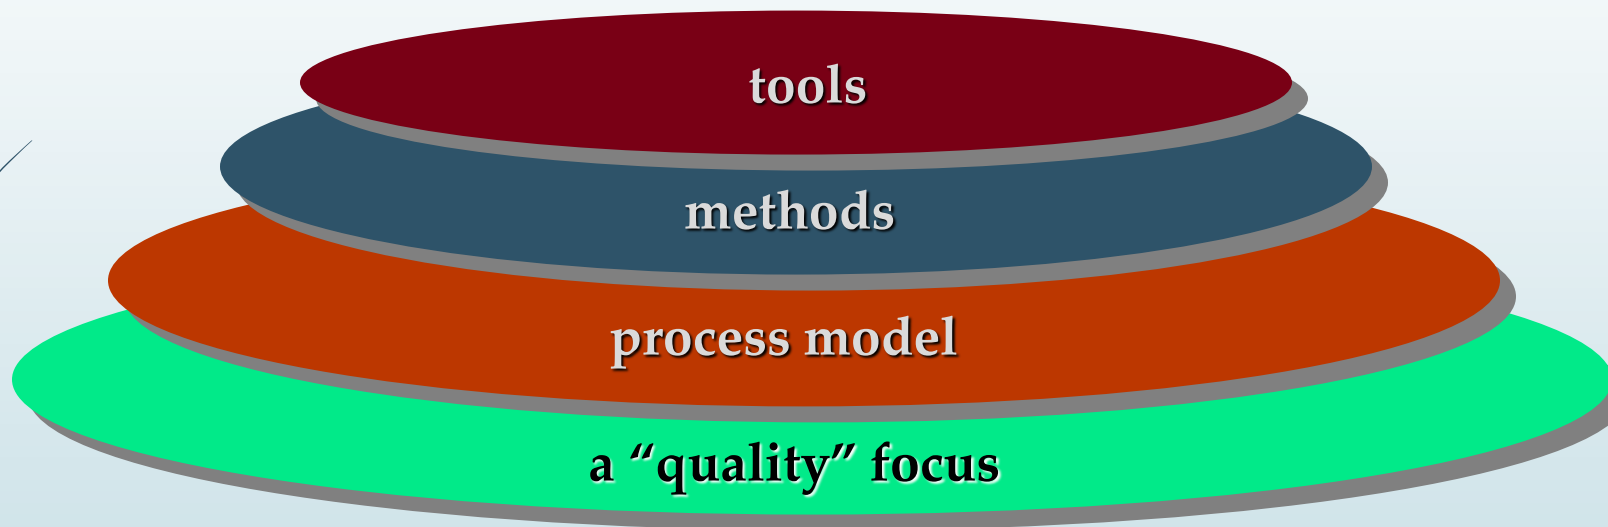 tools
methods
process model
a “quality” focus